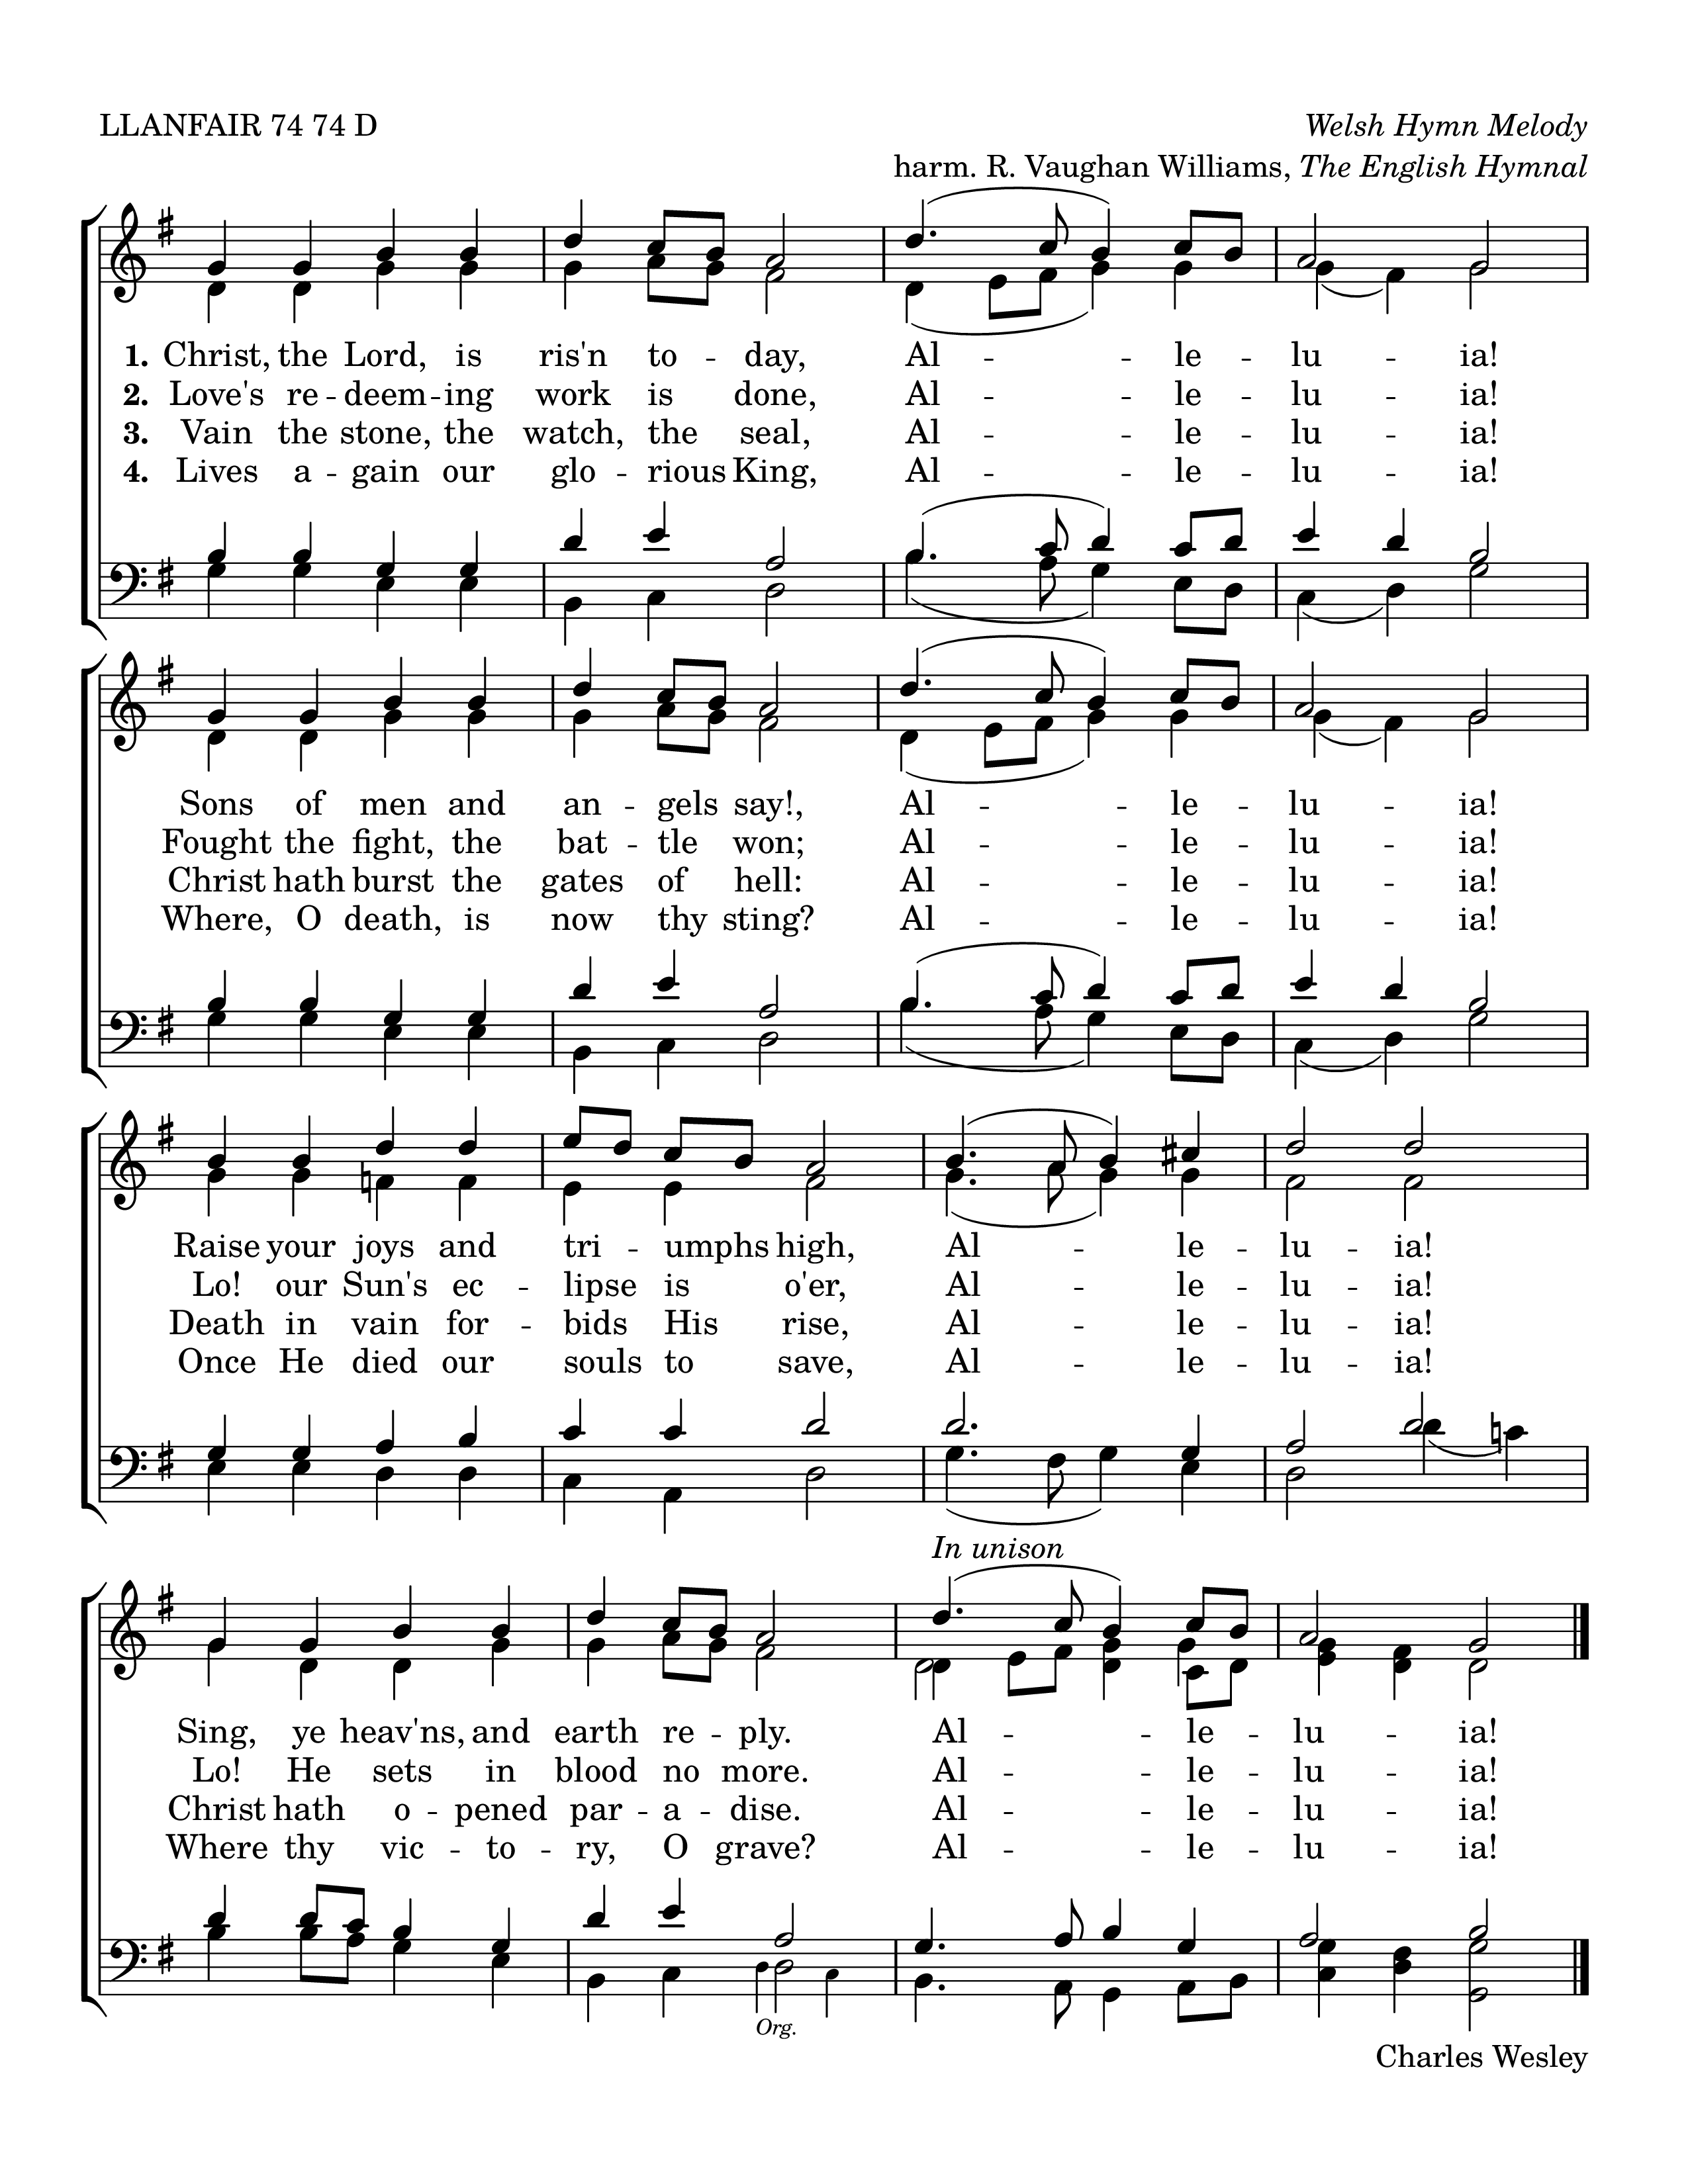 LLANFAIR 74 74 D
Welsh Hymn Melody
harm. R. Vaughan Williams, The English Hymnal
1. Christ, the Lord, is ris'n to -- day, Al -- le -- lu -- ia!
2. Love's re -- deem -- ing work is done, Al -- le -- lu -- ia!
3. Vain the stone, the watch, the seal, Al -- le -- lu -- ia!
4. Lives a -- gain our glo -- rious King, Al -- le -- lu -- ia!
Sons of men and an -- gels say!, Al -- le -- lu -- ia!
Fought the fight, the bat -- tle won; Al -- le -- lu -- ia!
Christ hath burst the gates of hell: Al -- le -- lu -- ia!
Where, O death, is now thy sting? Al -- le -- lu -- ia!
Raise your joys and tri -- umphs high, Al -- le -- lu -- ia!
Lo! our Sun's ec -- lipse is o'er, Al -- le -- lu -- ia!
Death in vain for -- bids His rise, Al -- le -- lu -- ia!
Once He died our souls to save, Al -- le -- lu -- ia!
In unison
Sing, ye heav'ns, and earth re -- ply. Al -- le -- lu -- ia!
Lo! He sets in blood no more. Al -- le -- lu -- ia!
Christ hath o -- pened par -- a -- dise. Al -- le -- lu -- ia!
Where thy vic -- to -- ry, O grave? Al -- le -- lu -- ia!
Org.
Charles Wesley